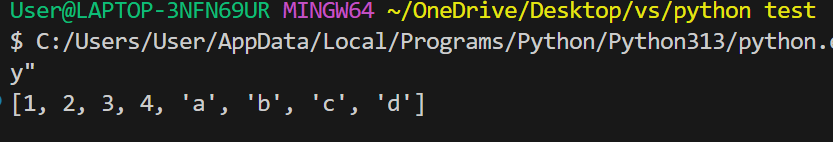 User@LAPTOP-3NFN69UR MINGW64 ~/OneDrive/Desktop/vs/python test
$ C:/Users/User/AppData/Local/Programs/Python/Python313/python.
y"
[1, 2, 3, 4, 'a', 'b', 'c', 'd']